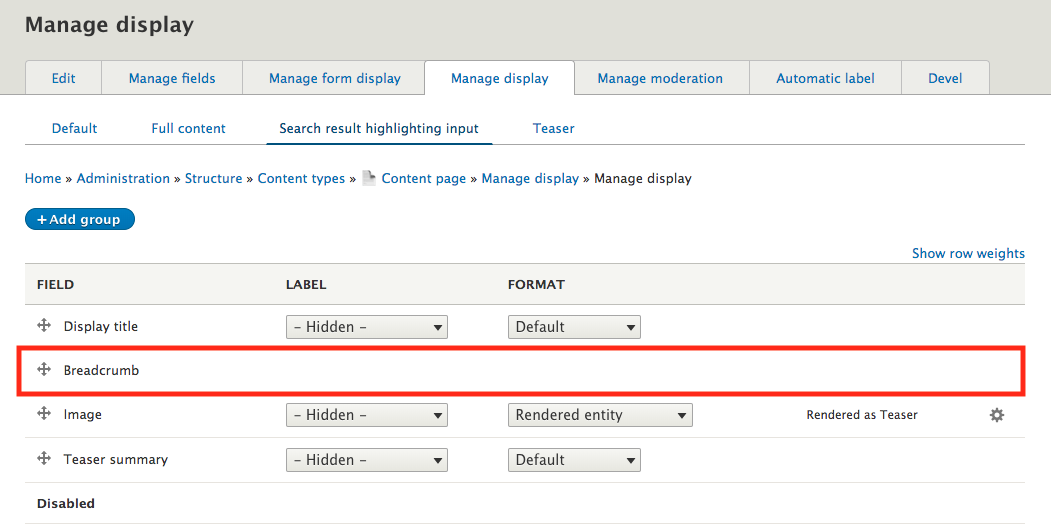 Manage display
Edit Manage fields Manage form display Manage display Manage moderation Automatic label Devel
Default Full content Search result highlighting input Teaser
Home » Administration » Structure » Content types » Content page » Manage display » Manage display
+ Add group
Show row weights
FIELD LABEL FORMAT
Display title - Hidden - Default
Breadcrumb
Image - Hidden - Rendered entity Rendered as Teaser
Teaser summary - Hidden - Default
Disabled